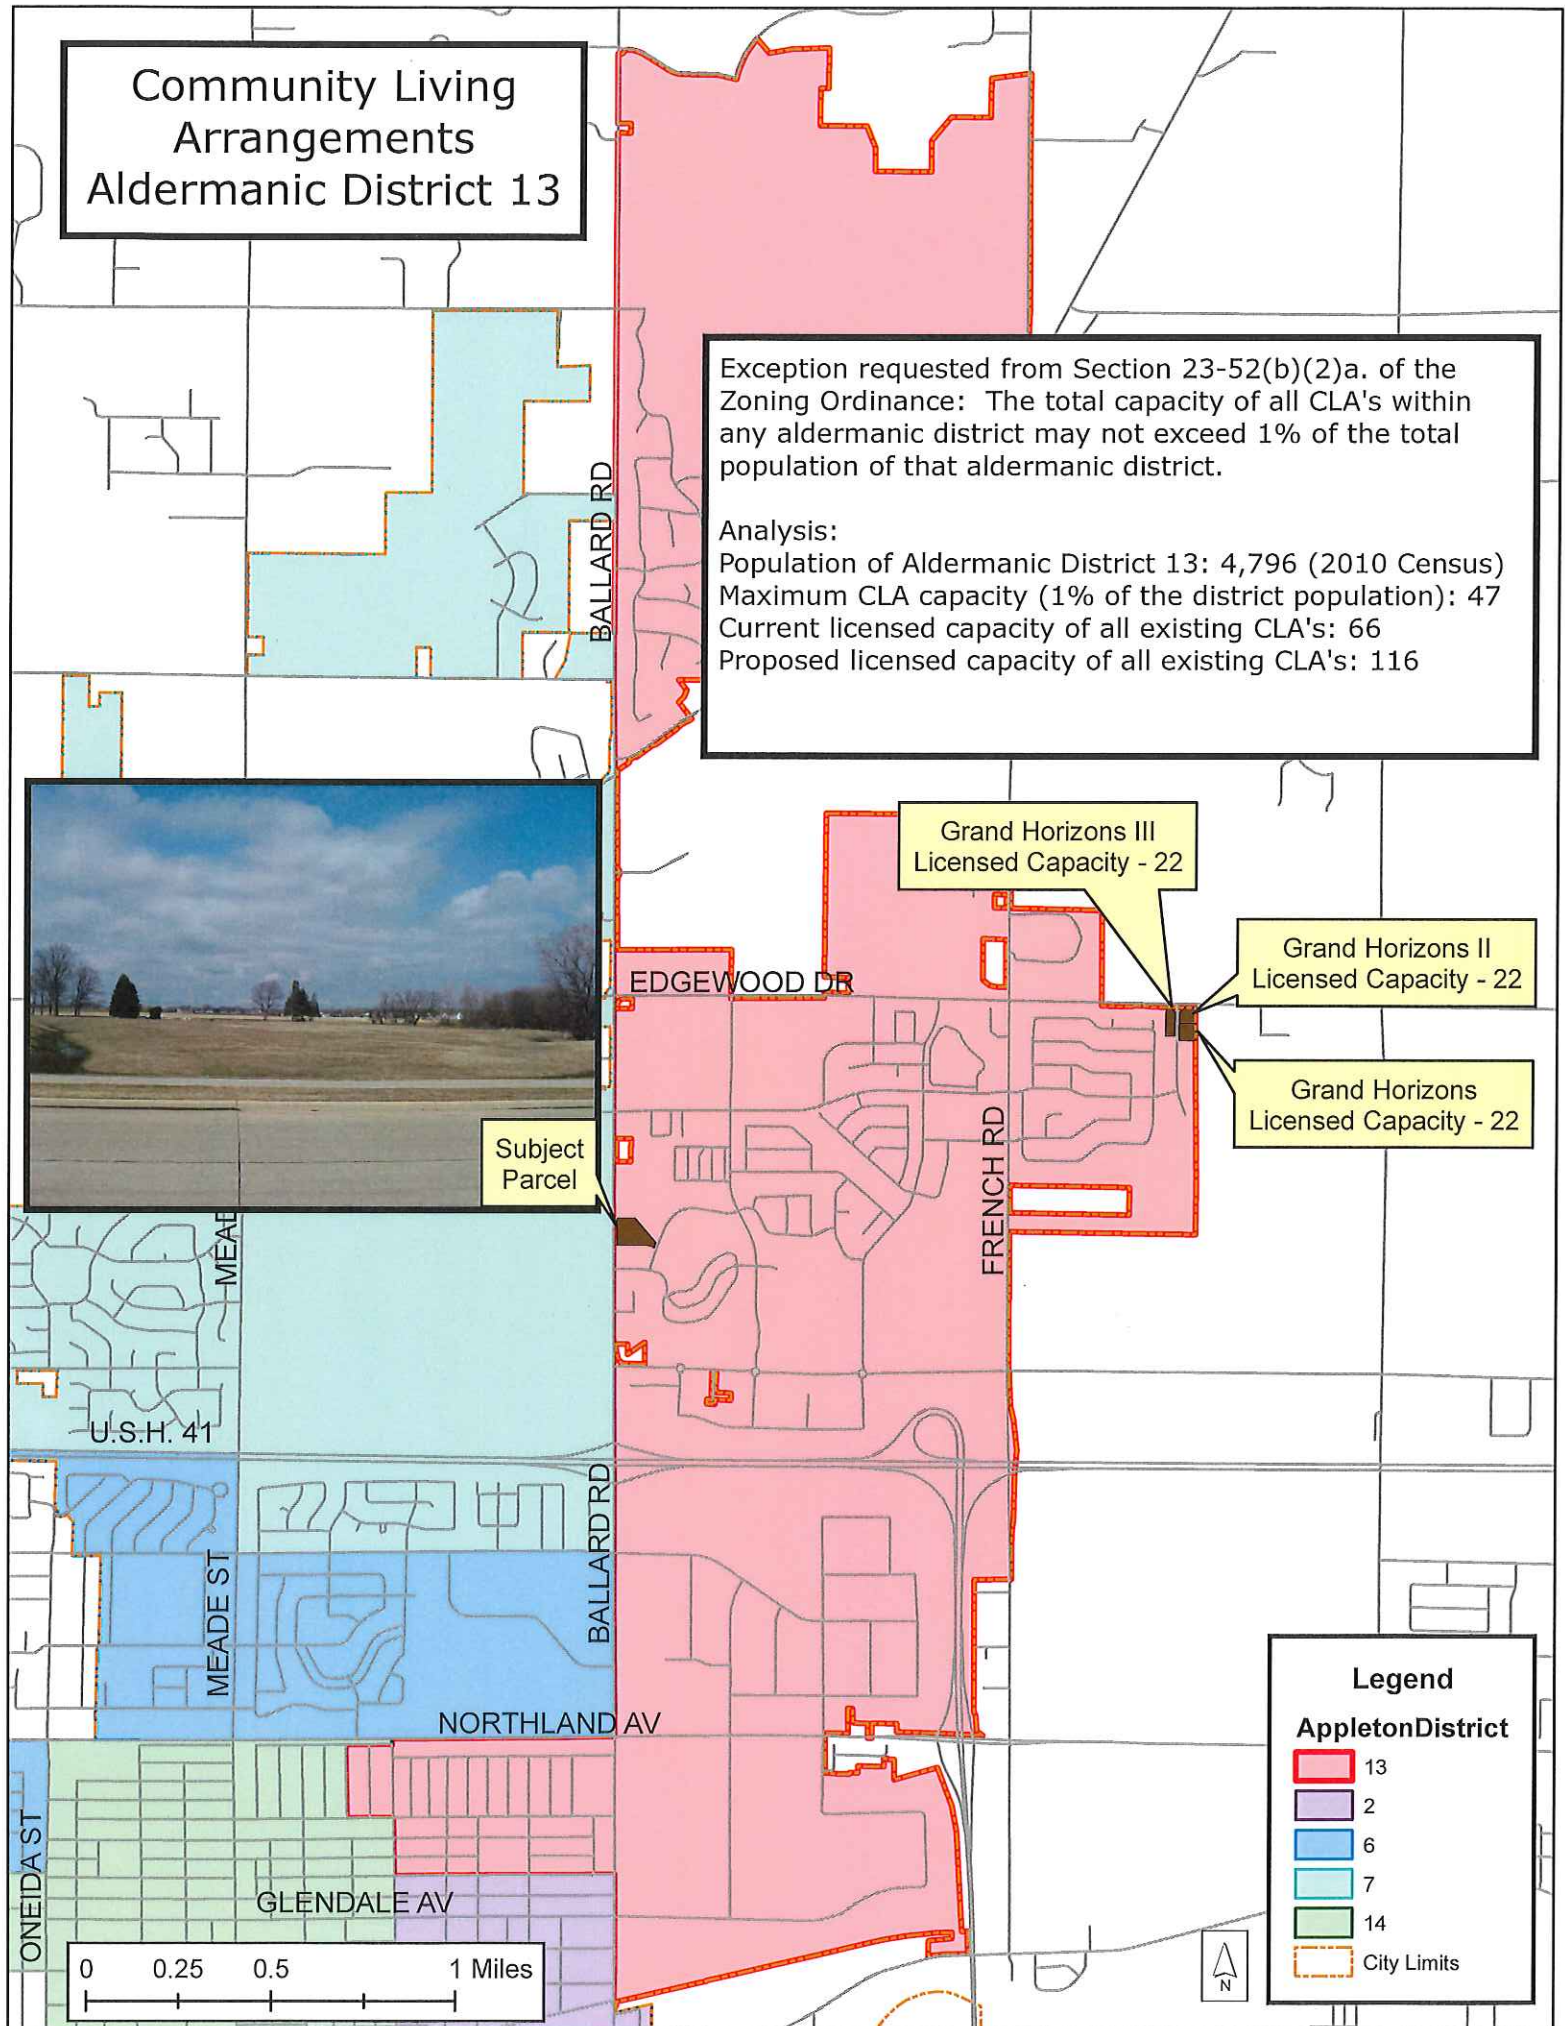 Community Living
Arrangements
Aldermanic District 13
Exception requested from Section 23-52(b)(2)a. of the
Zoning Ordinance:  The total capacity of all CLA's within
any aldermanic district may not exceed 1% of the total
population of that aldermanic district.
Analysis:
Population of Aldermanic District 13: 4,796 (2010 Census)
Maximum CLA capacity (1% of the district population): 47
Current licensed capacity of all existing CLA's: 66
Proposed licensed capacity of all existing CLA's: 116
BALLARD RD
Grand Horizons III
Licensed Capacity - 22
Grand Horizons II
Licensed Capacity - 22
EDGEWOOD DR
Grand Horizons
Licensed Capacity - 22
Subject
Parcel
FRENCH RD
MEAD
U.S.H. 41
BALLARD RD
MEADE ST
NORTHLAND AV
ONEIDA ST
GLENDALE AV
0 0.25 0.5 1 Miles
N
Legend
AppletonDistrict
13
2
6
7
14
City Limits